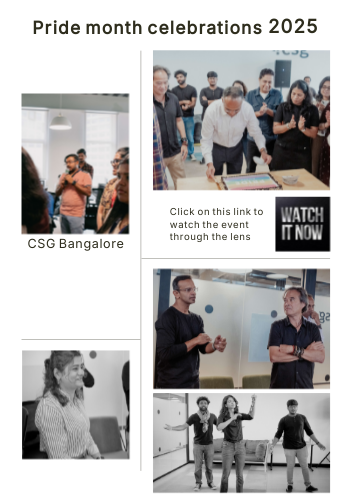 Pride month celebrations 2025
csg
Click on this link to
watch the event
through the lens
WATCH
IT NOW
CSG Bangalore